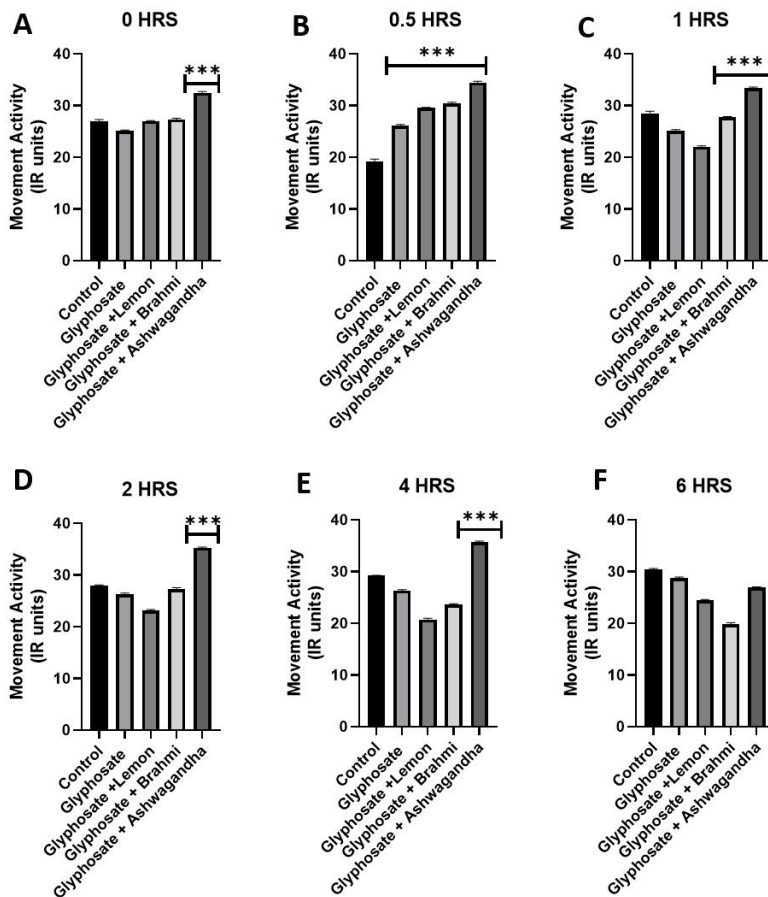 A
0 HRS
Movement Activity
(IR units)
40
30
20
10
0
***
Control
Glyphosate
Glyphosate +Lemon
Glyphosate + Brahmi
Glyphosate + Ashwagandha
B
0.5 HRS
Movement Activity
(IR units)
40
30
20
10
0
***
Control
Glyphosate
Glyphosate +Lemon
Glyphosate + Brahmi
Glyphosate + Ashwagandha
C
1 HRS
Movement Activity
(IR units)
40
30
20
10
0
***
Control
Glyphosate
Glyphosate +Lemon
Glyphosate + Brahmi
Glyphosate + Ashwagandha
D
2 HRS
Movement Activity
(IR units)
40
30
20
10
0
***
Control
Glyphosate
Glyphosate +Lemon
Glyphosate + Brahmi
Glyphosate + Ashwagandha
E
4 HRS
Movement Activity
(IR units)
40
30
20
10
0
***
Control
Glyphosate
Glyphosate +Lemon
Glyphosate + Brahmi
Glyphosate + Ashwagandha
F
6 HRS
Movement Activity
(IR units)
40
30
20
10
0
Control
Glyphosate
Glyphosate +Lemon
Glyphosate + Brahmi
Glyphosate + Ashwagandha